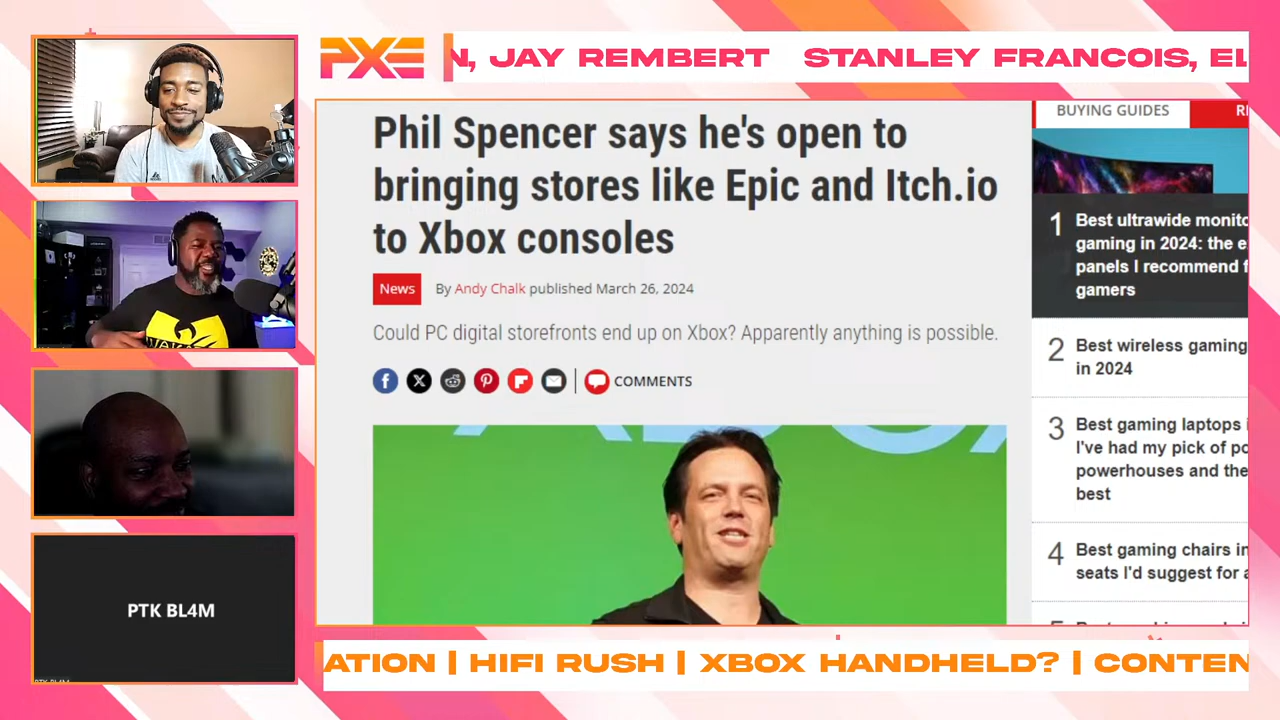 PXE
N, JAY REMBERT STANLEY FRANCOIS, EL
Phil Spencer says he's open to
bringing stores like Epic and Itch.io
to Xbox consoles
News By Andy Chalk published March 26, 2024
Could PC digital storefronts end up on Xbox? Apparently anything is possible.
COMMENTS
BUYING GUIDES
1 Best ultrawide monito
gaming in 2024: the e
panels I recommend f
gamers
2 Best wireless gaming
in 2024
3 Best gaming laptops i
I've had my pick of po
powerhouses and the
best
4 Best gaming chairs in
seats I'd suggest for a
PTK BL4M
ATION | HIFI RUSH | XBOX HANDHELD? | CONTEN